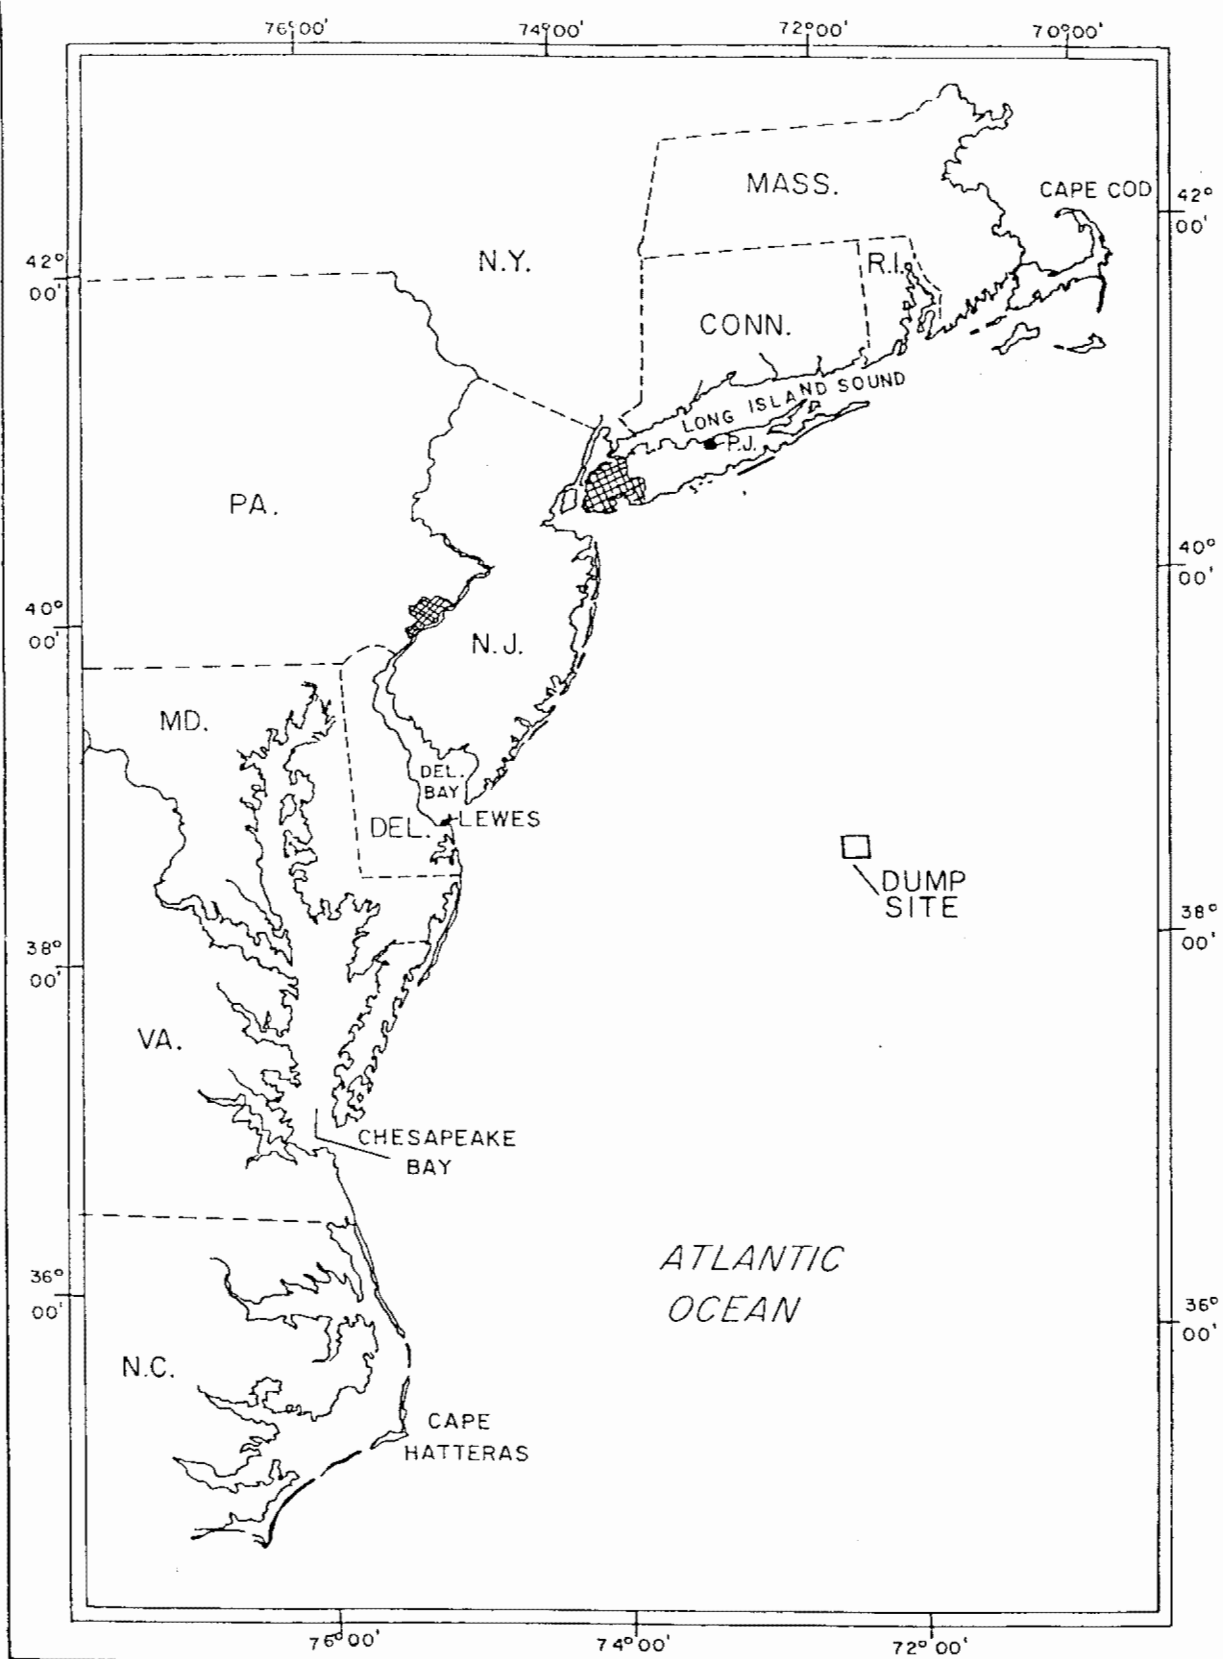 76°00' 74°00' 72°00' 70°00'
MASS.
CAPE COD
42°
00'
N.Y.
R.I.
42°
00'
CONN.
LONG ISLAND SOUND
P.J.
PA.
40°
00'
40°
00'
N.J.
MD.
DEL.
BAY
DEL.
LEWES
DUMP
SITE
38°
00'
38°
00'
VA.
CHESAPEAKE
BAY
ATLANTIC
OCEAN
36°
00'
36°
00'
N.C.
CAPE
HATTERAS
76°00' 74°00' 72°00'